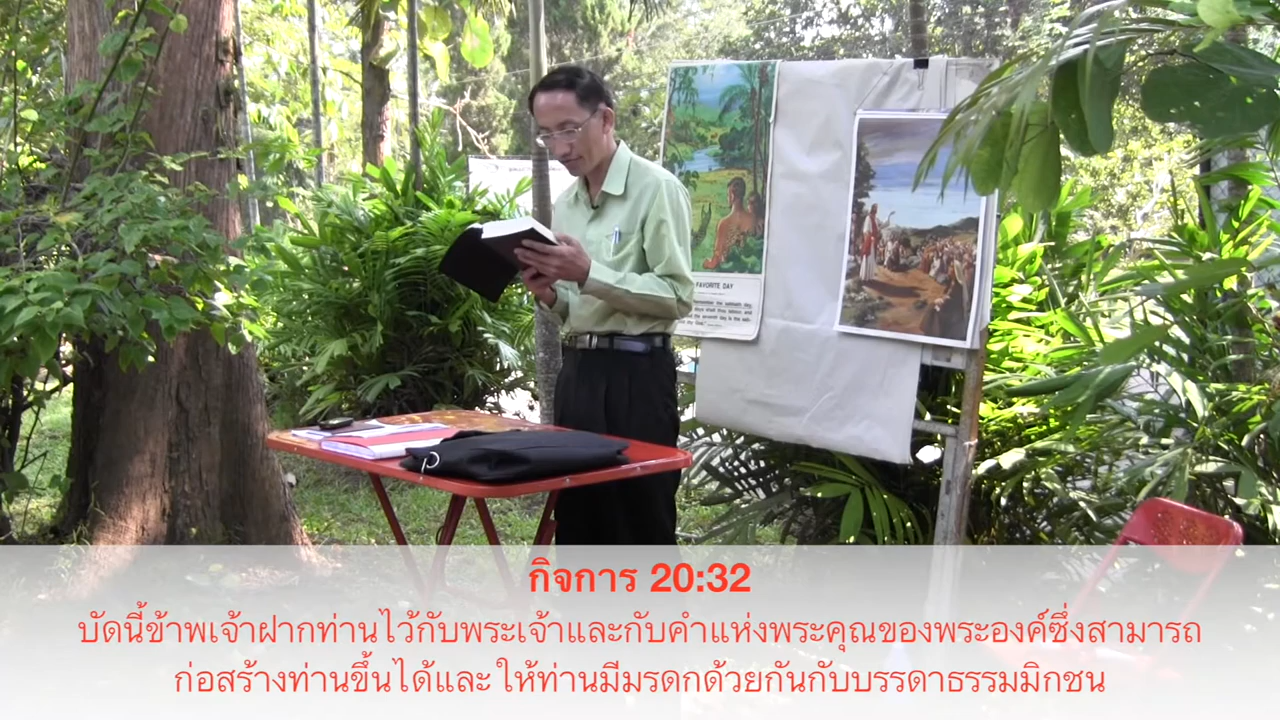 FAVORITE DAY
กิจการ 20:32
บัดนี้ข้าพเจ้าฝากท่านไว้กับพระเจ้าและกับคำแห่งพระคุณของพระองค์ซึ่งสามารถ
ก่อสร้างท่านขึ้นได้และ ให้ท่านมีมรดกด้วยกันกับบรรดาธรรมมิกชน